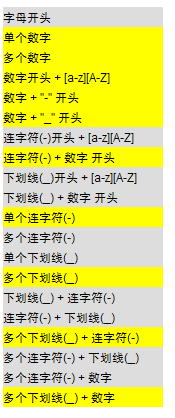 字母开头
单个数字
多个数字
数字开头 + [a-z][A-Z]
数字 + "-" 开头
数字 + "_" 开头
连字符(-)开头 + [a-z][A-Z]
连字符(-) + 数字 开头
下划线(_)开头 + [a-z][A-Z]
下划线(_) + 数字 开头
单个连字符(-)
多个连字符(-)
单个下划线(_)
多个下划线(_)
下划线(_) + 连字符(-)
连字符(-) + 下划线(_)
多个下划线(_) + 连字符(-)
多个连字符(-) + 下划线(_)
多个连字符(-) + 数字
多个下划线(_) + 数字